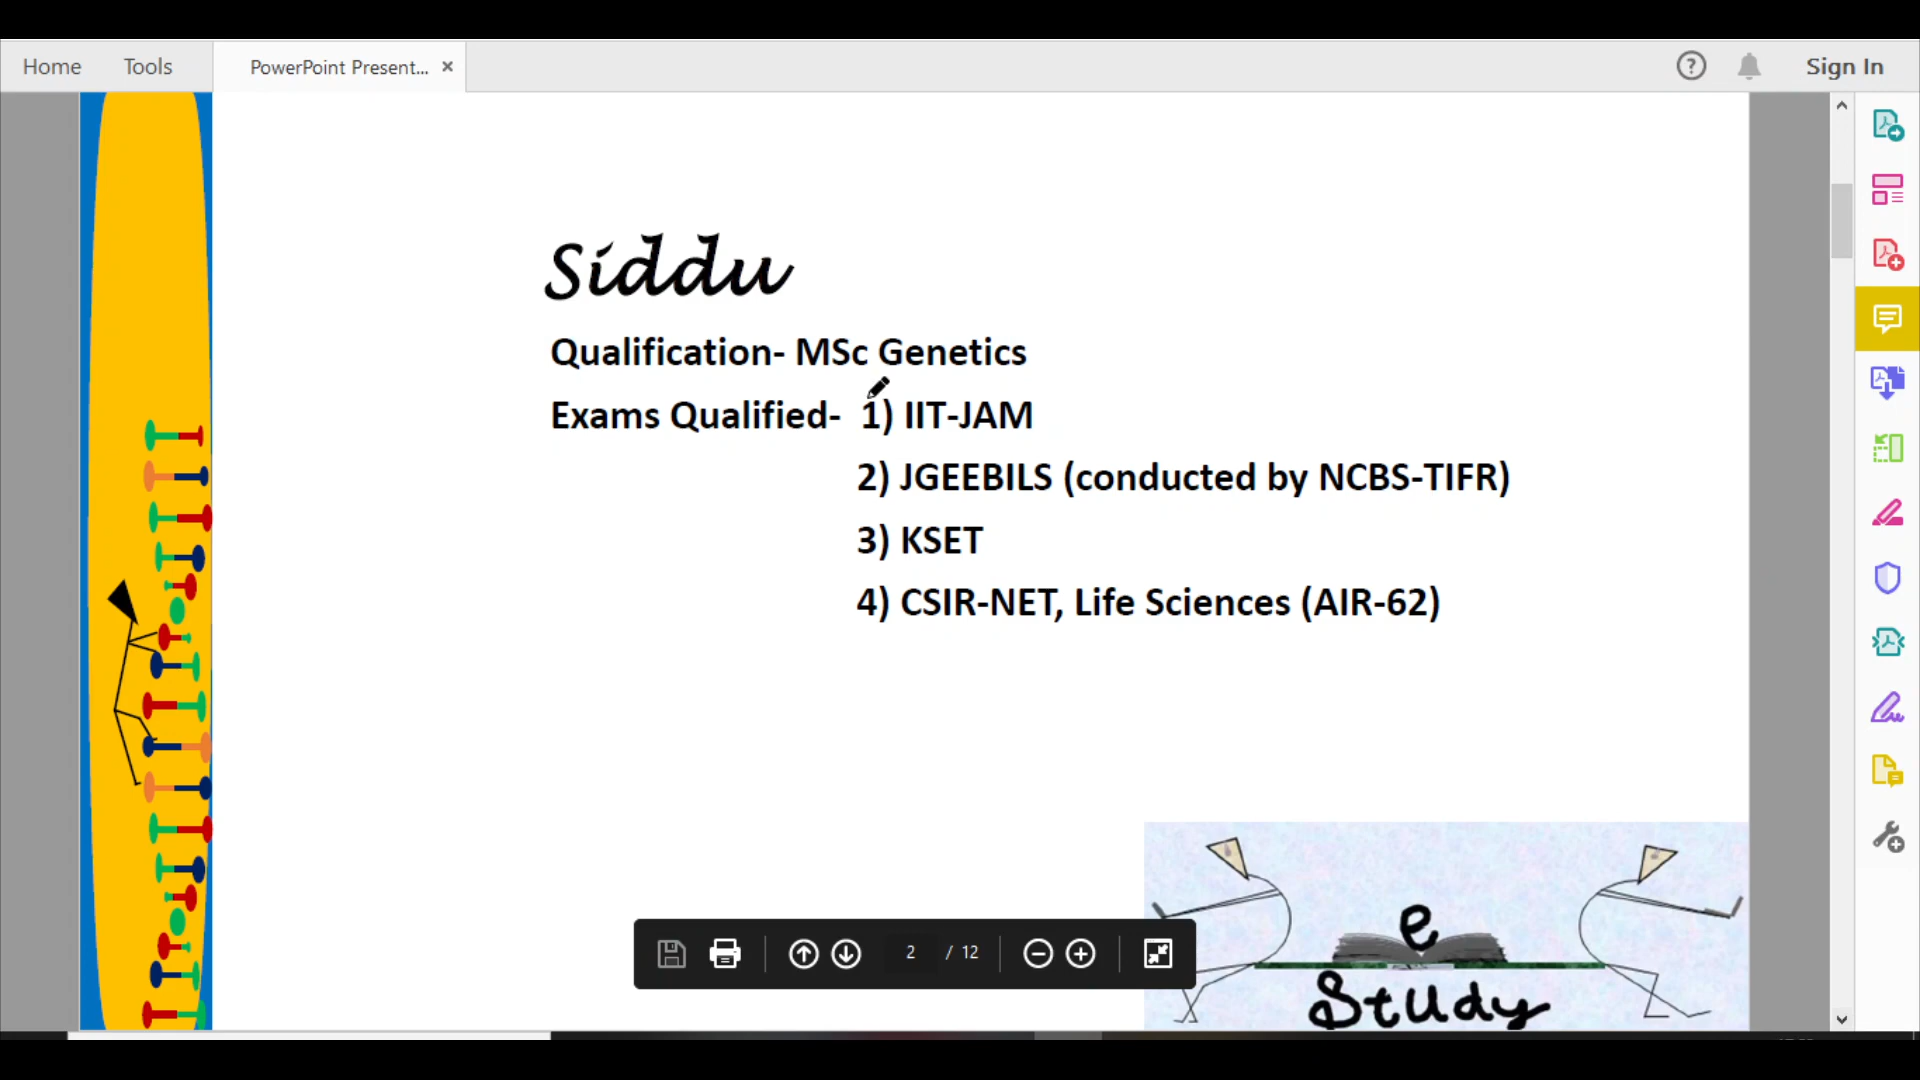 Home Tools PowerPoint Present... × Sign In
Siddu
Qualification- MSc Genetics
Exams Qualified- 1) IIT-JAM
2) JGEEBILS (conducted by NCBS-TIFR)
3) KSET
4) CSIR-NET, Life Sciences (AIR-62)
2 / 12
e
Study